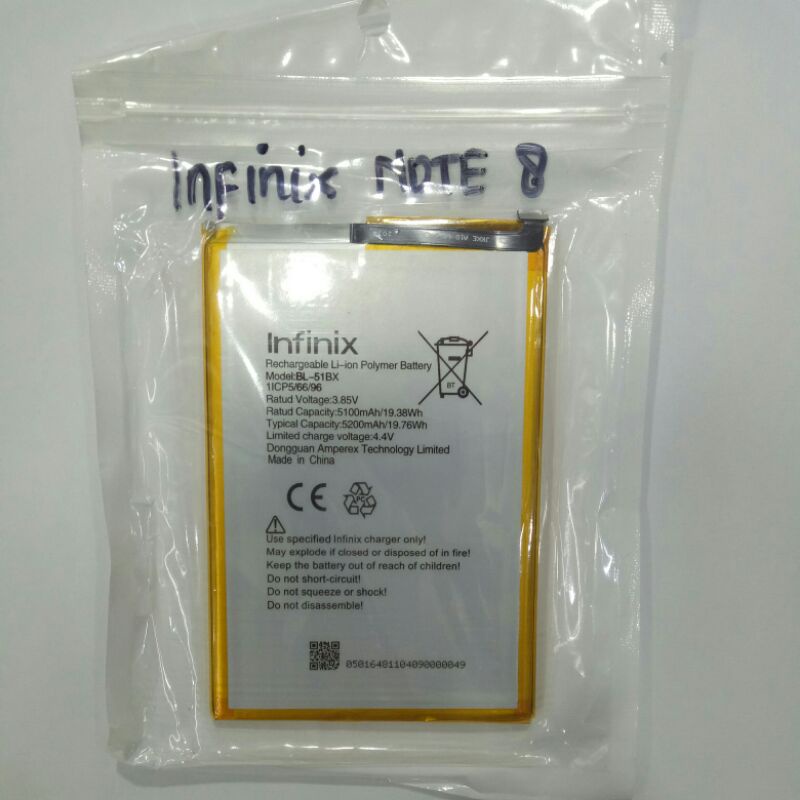 Infinix NOTE 8
Infinix
Rechargeable Li-ion Polymer Battery
Model:BL-51BX
1ICP5/66/96
Ratud Voltage:3.85V
Ratud Capacity:5100mAh/19.38Wh
Typical Capacity:5200mAh/19.76Wh
Limited charge voltage:4.4V
Dongguan Amperex Technology Limited
Made in China
BT
CE
PC
Use specified Infinix charger only!
May explode if closed or disposed of in fire!
Keep the battery out of reach of children!
Do not short-circuit!
Do not squeeze or shock!
Do not disassemble!
05016481104090000049